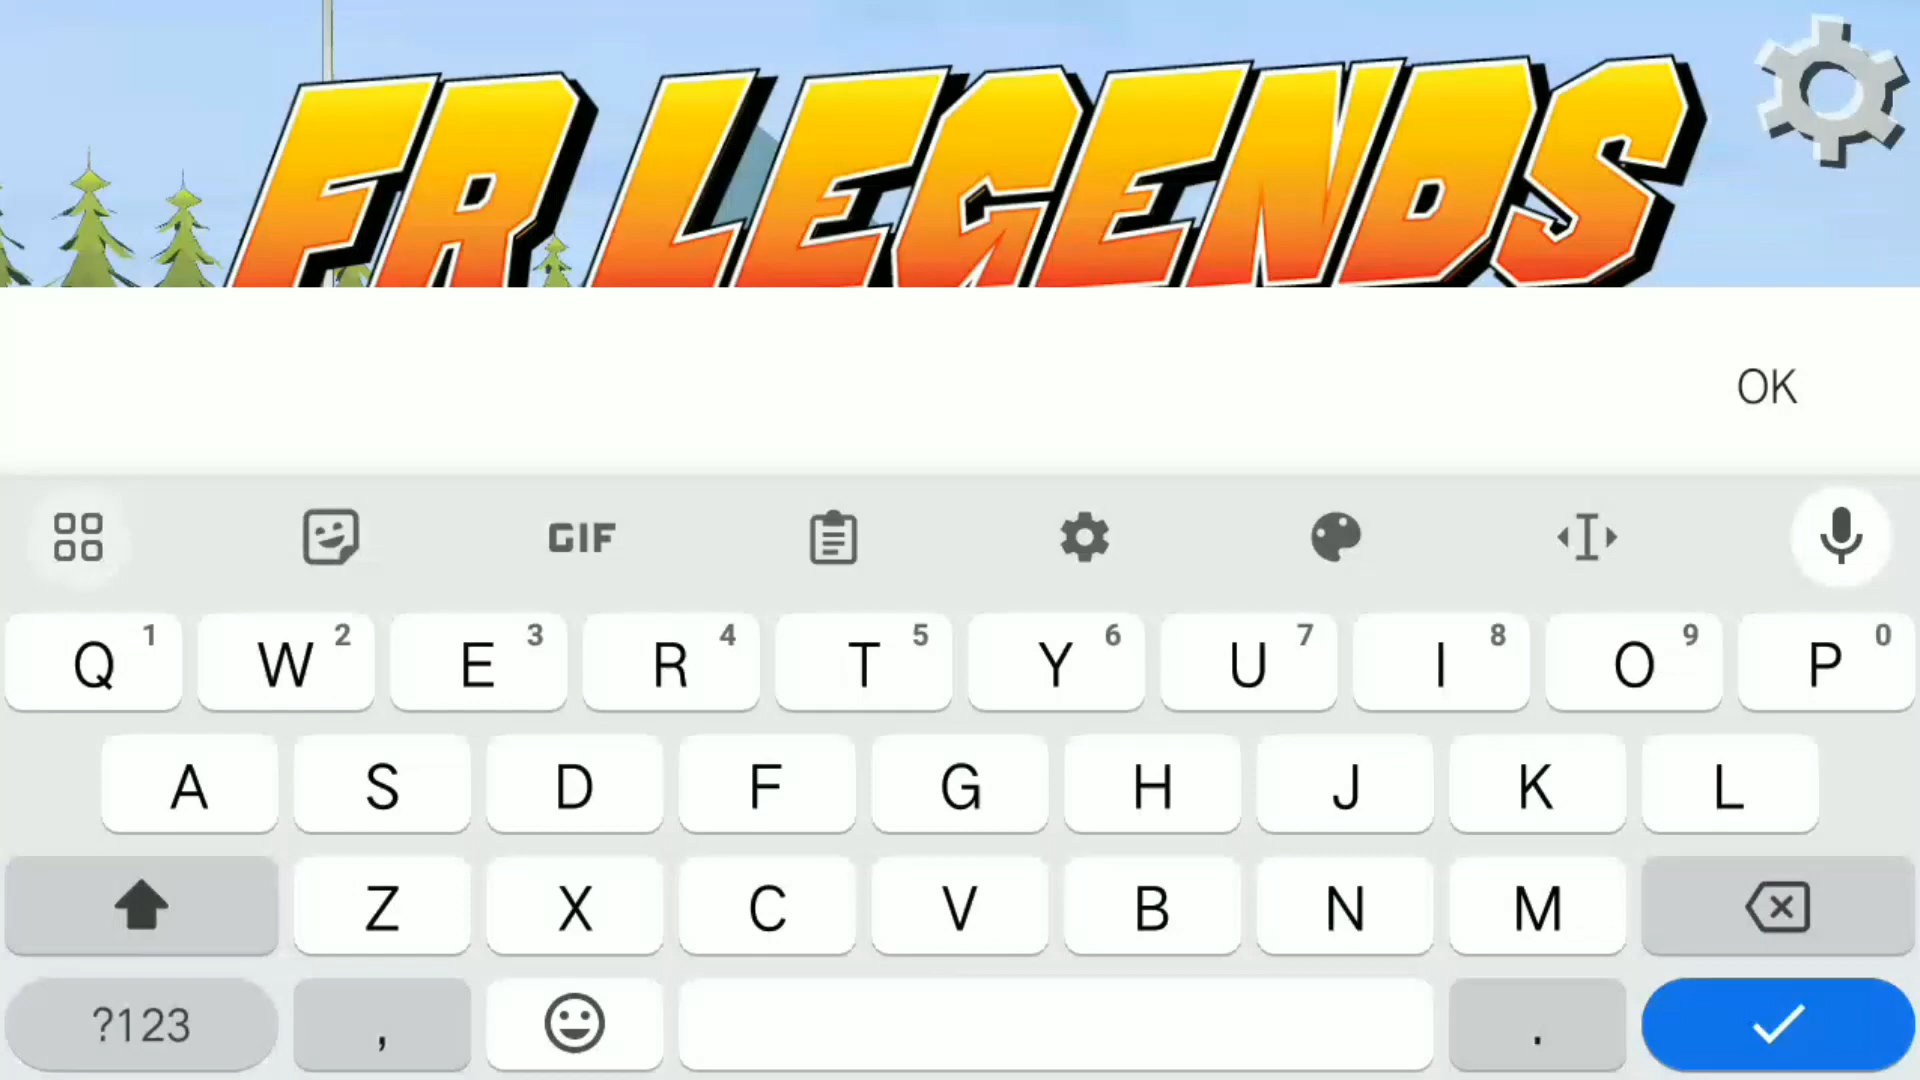 FR LEGENDS
OK
GIF
Q 1 W 2 E 3 R 4 T 5 Y 6 U 7 I 8 O 9 P 0
A S D F G H J K L
Z X C V B N M
?123 , .